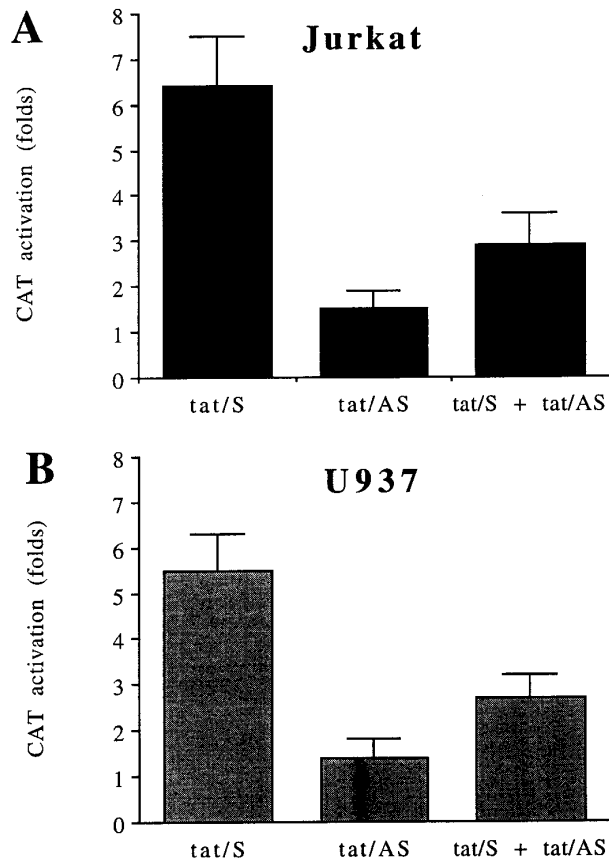 A
Jurkat
CAT activation (folds)
8
7
6
5
4
3
2
1
0
tat/S tat/AS tat/S + tat/AS
B
U937
CAT activation (folds)
8
7
6
5
4
3
2
1
0
tat/S tat/AS tat/S + tat/AS